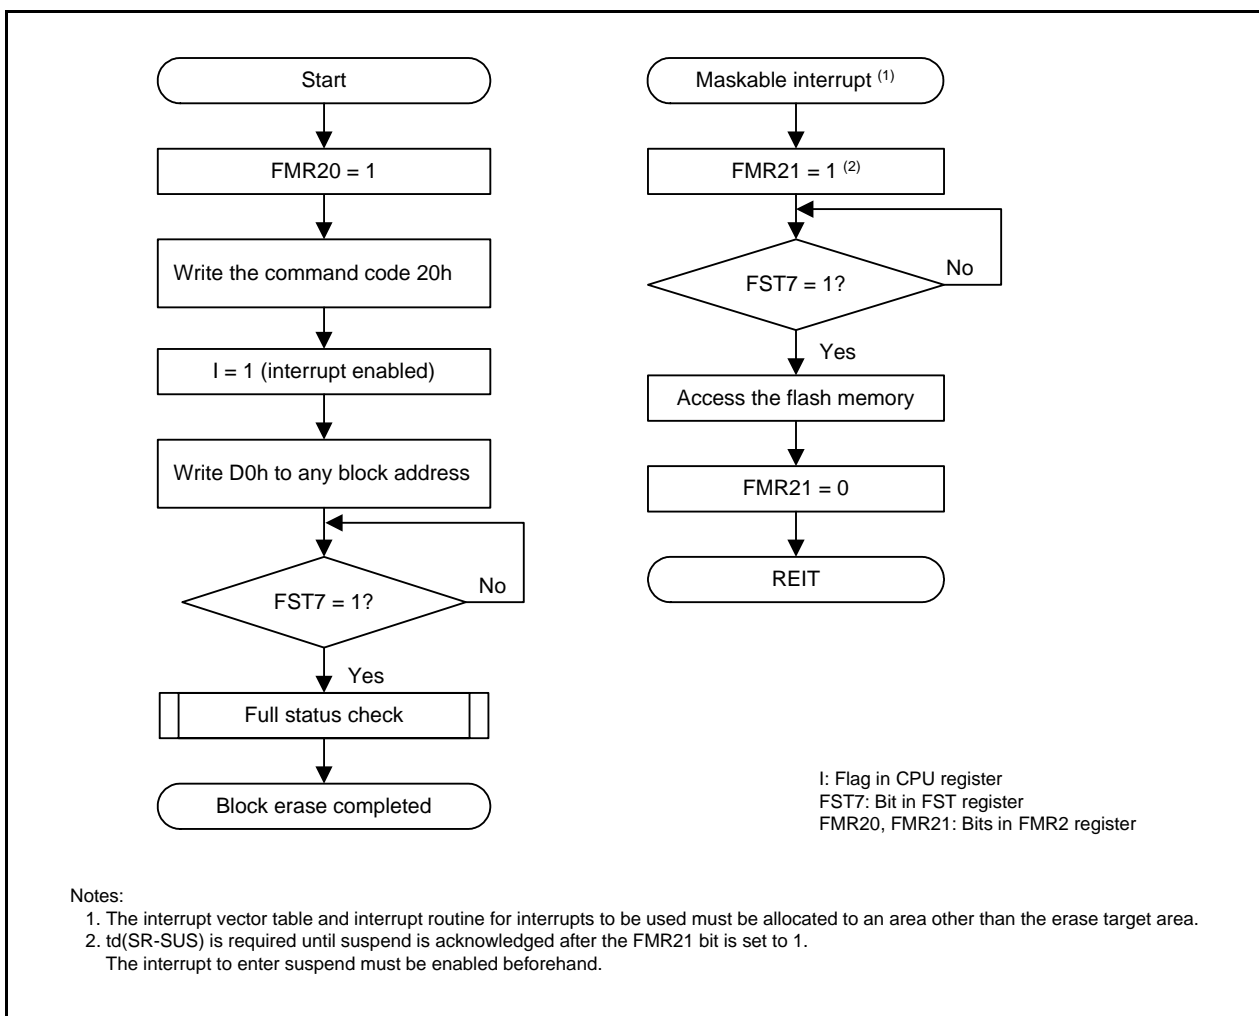 Start
FMR20 = 1
Write the command code 20h
I = 1 (interrupt enabled)
Write D0h to any block address
FST7 = 1?
No
Yes
Full status check
Block erase completed
Maskable interrupt (1)
FMR21 = 1 (2)
FST7 = 1?
No
Yes
Access the flash memory
FMR21 = 0
REIT
I: Flag in CPU register
FST7: Bit in FST register
FMR20, FMR21: Bits in FMR2 register
Notes:
1. The interrupt vector table and interrupt routine for interrupts to be used must be allocated to an area other than the erase target area.
2. td(SR-SUS) is required until suspend is acknowledged after the FMR21 bit is set to 1.
The interrupt to enter suspend must be enabled beforehand.